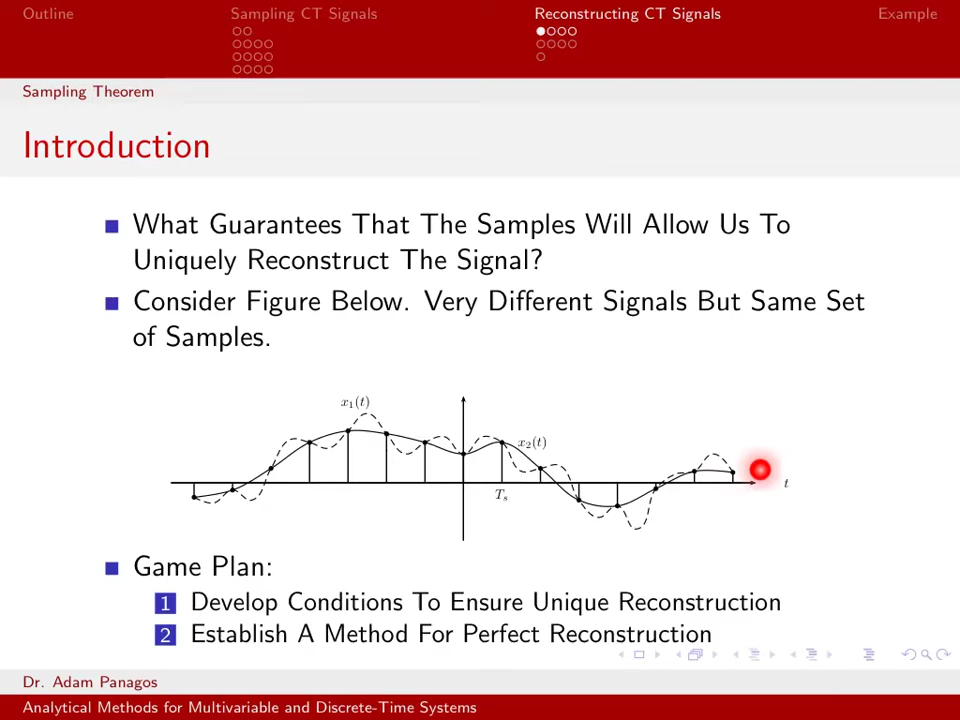 Outline
Sampling CT Signals
Reconstructing CT Signals
Example
Sampling Theorem
Introduction
What Guarantees That The Samples Will Allow Us To
Uniquely Reconstruct The Signal?
Consider Figure Below. Very Different Signals But Same Set
of Samples.
x₁(t)
x₂(t)
t
Tₛ
Game Plan:
1 Develop Conditions To Ensure Unique Reconstruction
2 Establish A Method For Perfect Reconstruction
Dr. Adam Panagos
Analytical Methods for Multivariable and Discrete-Time Systems